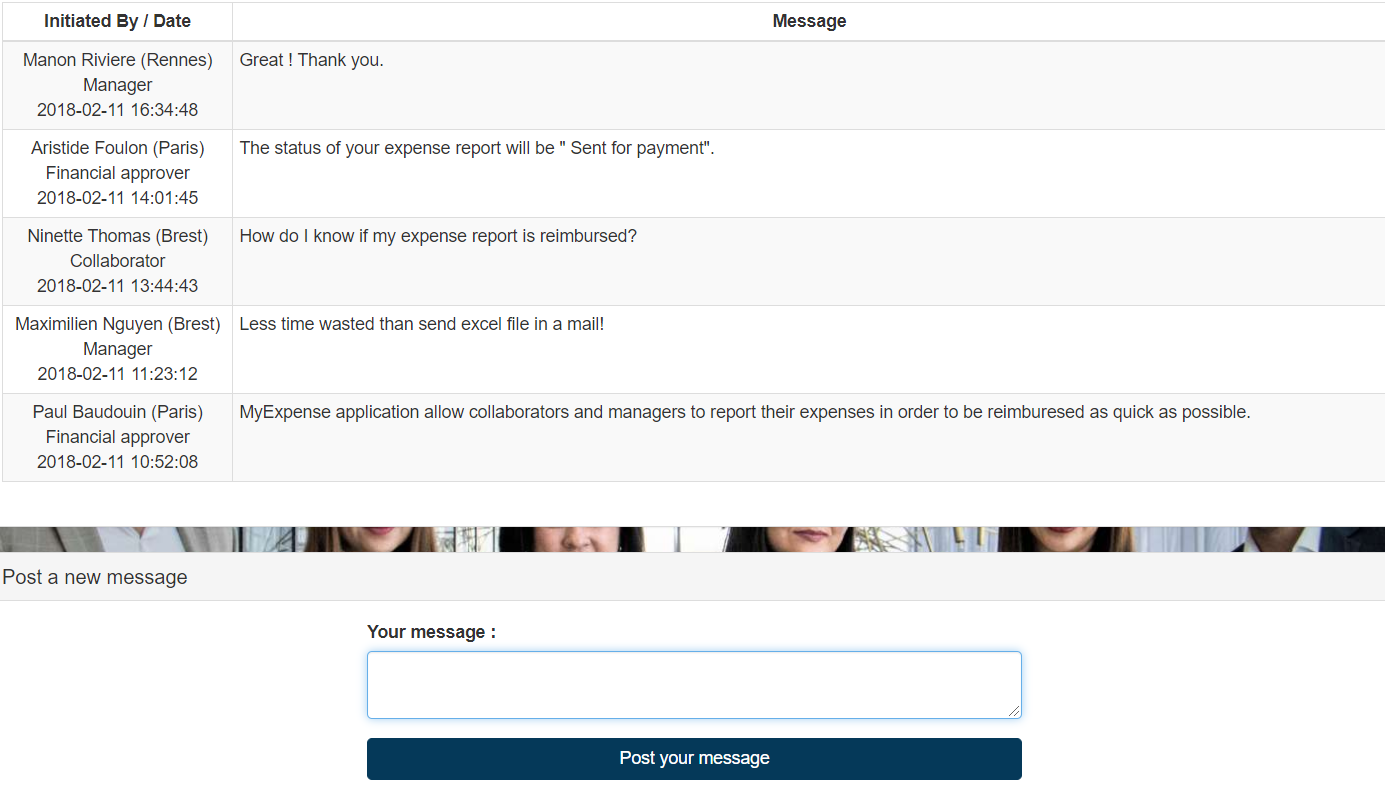 Initiated By / Date Message
Manon Riviere (Rennes) Great ! Thank you.
Manager
2018-02-11 16:34:48
Aristide Foulon (Paris) The status of your expense report will be " Sent for payment".
Financial approver
2018-02-11 14:01:45
Ninette Thomas (Brest) How do I know if my expense report is reimbursed?
Collaborator
2018-02-11 13:44:43
Maximilien Nguyen (Brest) Less time wasted than send excel file in a mail!
Manager
2018-02-11 11:23:12
Paul Baudouin (Paris) MyExpense application allow collaborators and managers to report their expenses in order to be reimburesed as quick as possible.
Financial approver
2018-02-11 10:52:08
Post a new message
Your message :
Post your message